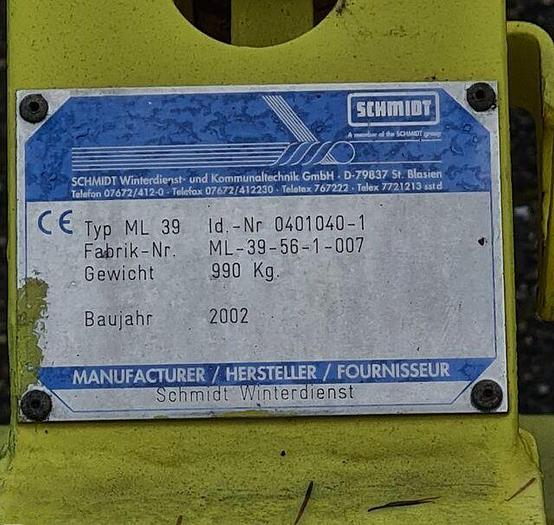 SCHMIDT
A member of the SCHMIDT group
SCHMIDT Winterdienst- und Kommunaltechnik GmbH · D-79837 St. Blasien
Telefon 07672/412-0 · Telefax 07672/412230 · Teletex 767222 · Telex 7721213 sst d
CE Typ ML 39 Id.-Nr 0401040-1
Fabrik-Nr. ML-39-56-1-007
Gewicht 990 Kg.
Baujahr 2002
MANUFACTURER / HERSTELLER / FOURNISSEUR
Schmidt Winterdienst